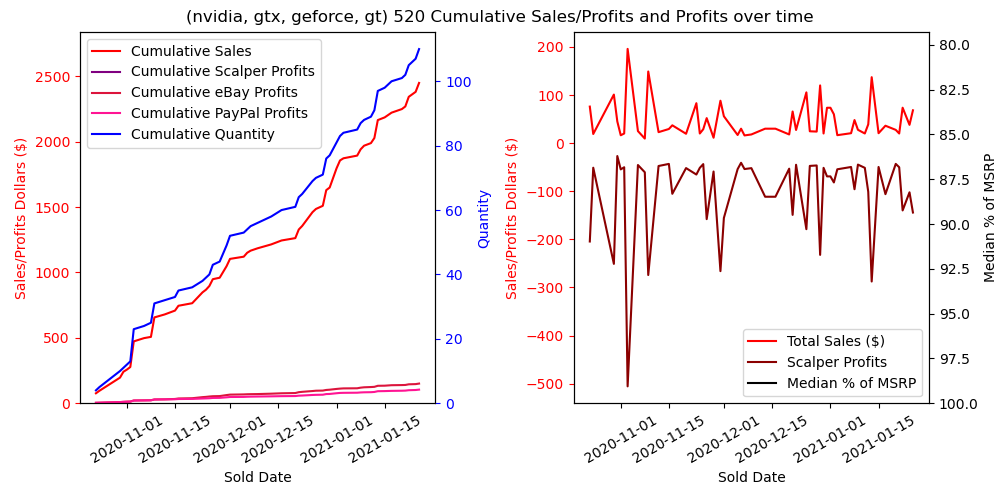 (nvidia, gtx, geforce, gt) 520 Cumulative Sales/Profits and Profits over time
Cumulative Sales
Cumulative Scalper Profits
Cumulative eBay Profits
Cumulative PayPal Profits
Cumulative Quantity
Sales/Profits Dollars ($)
2500
2000
1500
1000
500
0
100
80
60
40
20
0
Quantity
2020-11-01
2020-11-15
2020-12-01
2020-12-15
2021-01-01
2021-01-15
Sold Date
Sales/Profits Dollars ($)
200
100
0
−100
−200
−300
−400
−500
80.0
82.5
85.0
87.5
90.0
92.5
95.0
97.5
100.0
Median % of MSRP
Total Sales ($)
Scalper Profits
Median % of MSRP
2020-11-01
2020-11-15
2020-12-01
2020-12-15
2021-01-01
2021-01-15
Sold Date